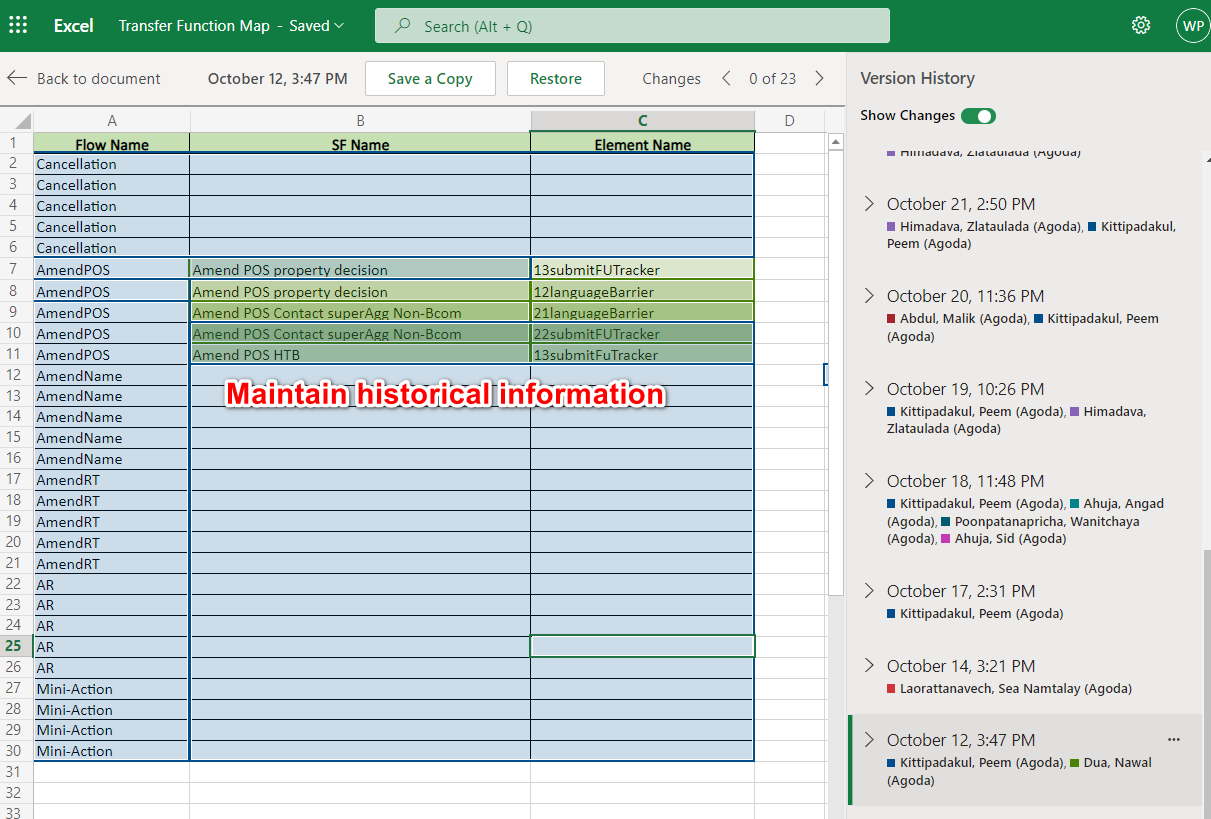 Excel Transfer Function Map - Saved Search (Alt + Q) WP
Back to document October 12, 3:47 PM Save a Copy Restore Changes 0 of 23
A B C D
1 Flow Name SF Name Element Name
2 Cancellation
3 Cancellation
4 Cancellation
5 Cancellation
6 Cancellation
7 AmendPOS Amend POS property decision 13submitFUTracker
8 AmendPOS Amend POS property decision 12languageBarrier
9 AmendPOS Amend POS Contact superAgg Non-Bcom 21languageBarrier
10 AmendPOS Amend POS Contact superAgg Non-Bcom 22submitFUTracker
11 AmendPOS Amend POS HTB 13submitFuTracker
12 AmendName
13 AmendName
Maintain historical information
14 AmendName
15 AmendName
16 AmendName
17 AmendRT
18 AmendRT
19 AmendRT
20 AmendRT
21 AmendRT
22 AR
23 AR
24 AR
25 AR
26 AR
27 Mini-Action
28 Mini-Action
29 Mini-Action
30 Mini-Action
31
32
33
Version History
Show Changes
Himadava, Zlataulada (Agoda)
October 21, 2:50 PM
Himadava, Zlataulada (Agoda), Kittipadakul,
Peem (Agoda)
October 20, 11:36 PM
Abdul, Malik (Agoda), Kittipadakul, Peem
(Agoda)
October 19, 10:26 PM
Kittipadakul, Peem (Agoda), Himadava,
Zlataulada (Agoda)
October 18, 11:48 PM
Kittipadakul, Peem (Agoda), Ahuja, Angad
(Agoda), Poonpatanapricha, Wanitchaya
(Agoda), Ahuja, Sid (Agoda)
October 17, 2:31 PM
Kittipadakul, Peem (Agoda)
October 14, 3:21 PM
Laorattanavech, Sea Namtalay (Agoda)
October 12, 3:47 PM
Kittipadakul, Peem (Agoda), Dua, Nawal
(Agoda)